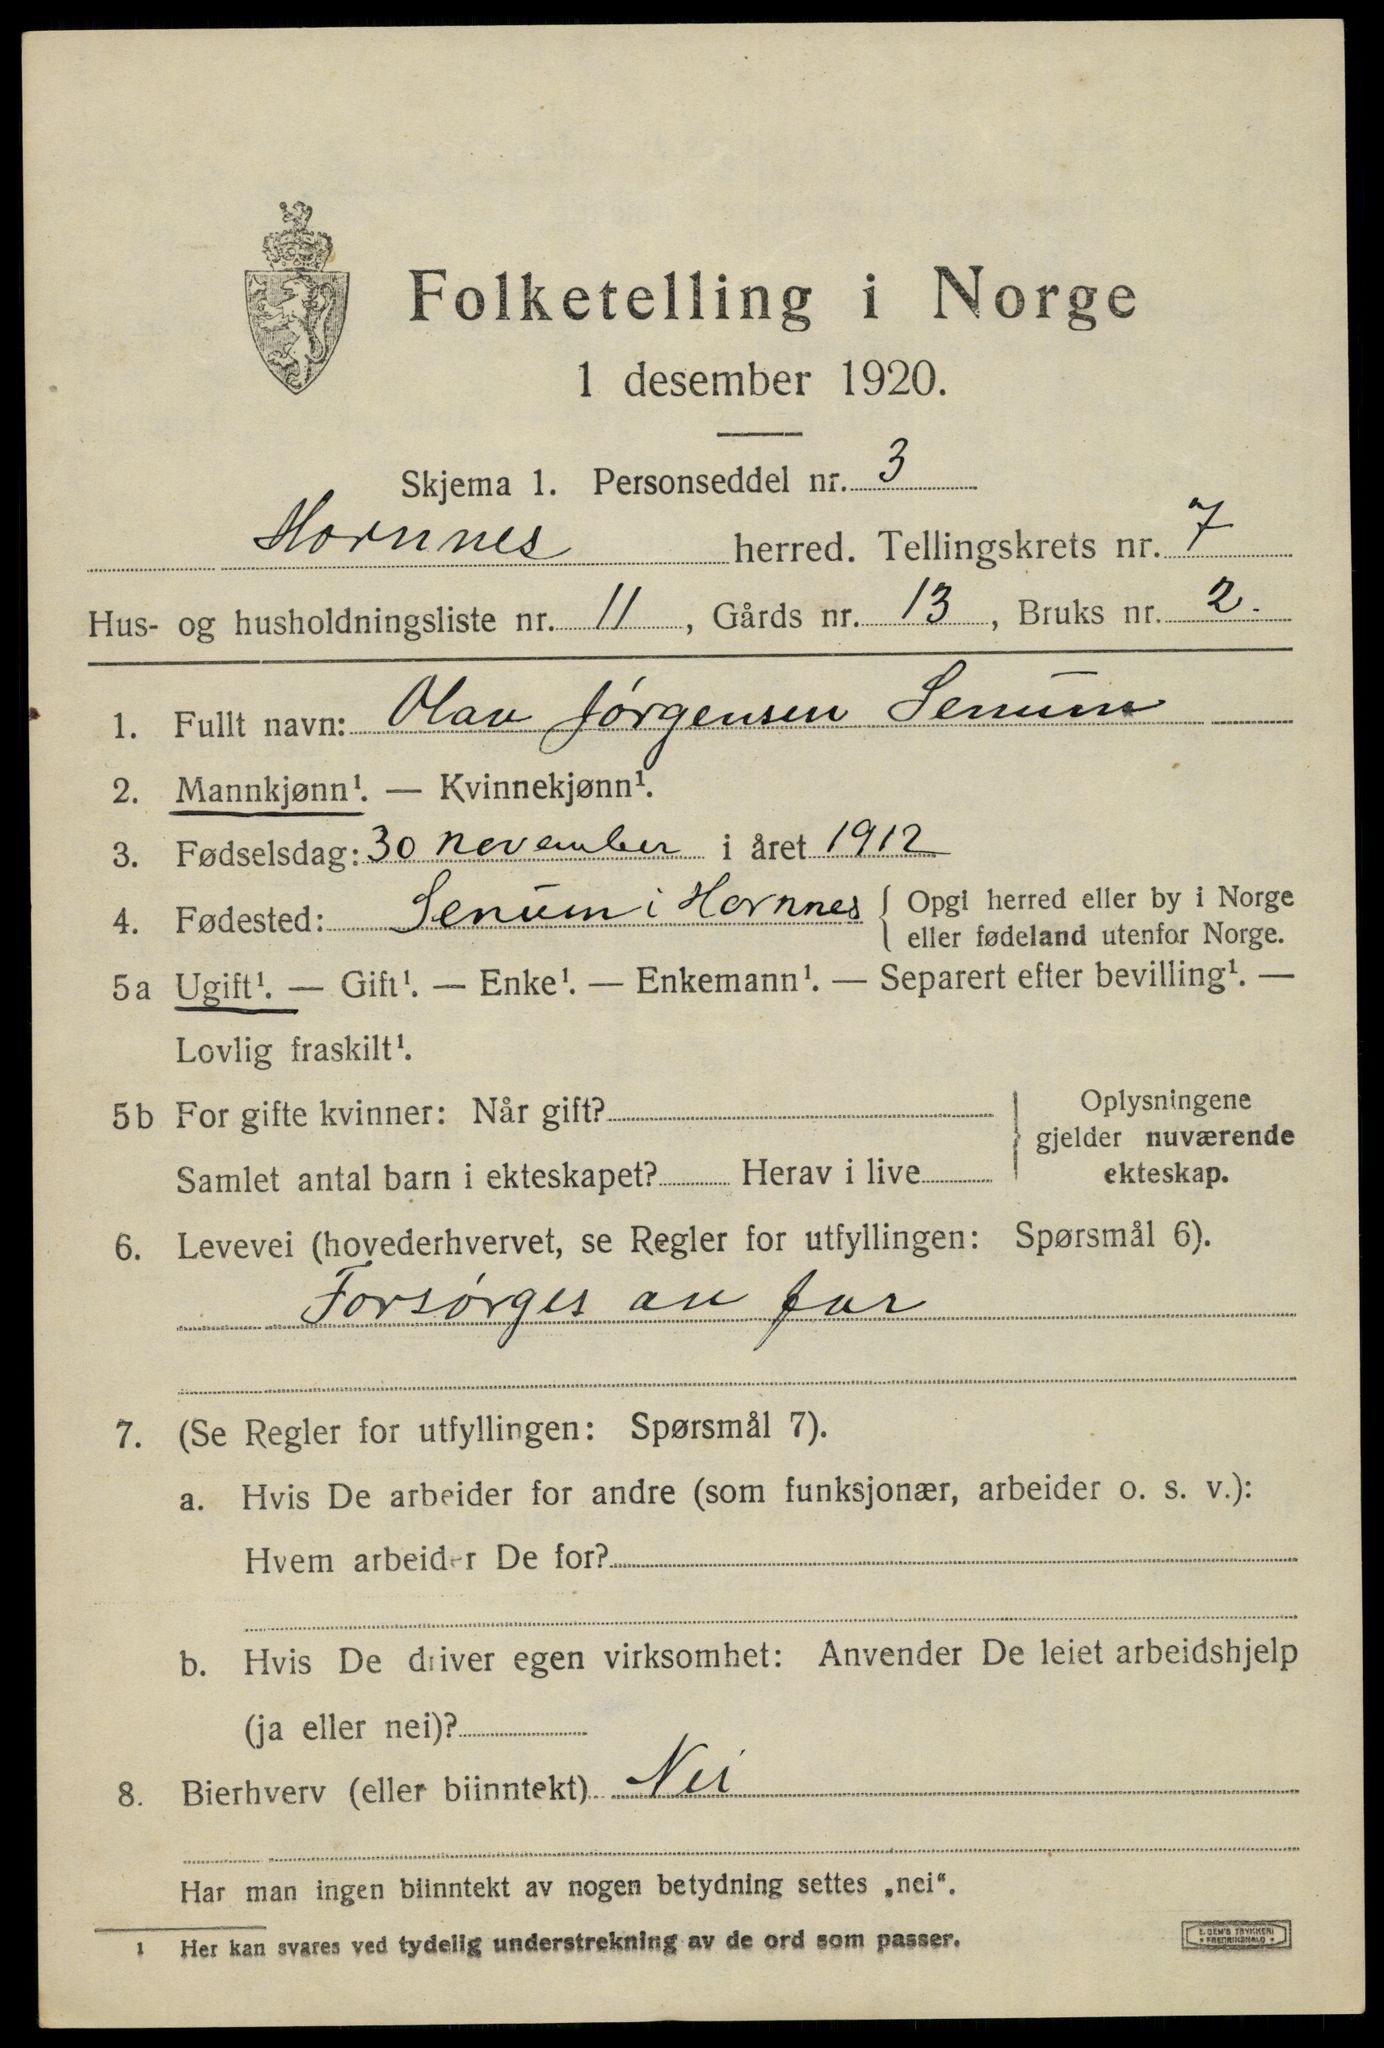 Folketelling i Norge
1 desember 1920.
Skjema 1. Personseddel nr. 3
Hornnes herred. Tellingskrets nr. 7
Hus- og husholdningsliste nr. 11, Gårds nr. 13, Bruks nr. 2.
1. Fullt navn: Olav Jørgensen Senum
2. Mannkjønn¹. — Kvinnekjønn¹.
3. Fødselsdag: 30 november i året 1912
4. Fødested: Senum i Hornnes { Opgi herred eller by i Norge
eller fødeland utenfor Norge.
5a Ugift¹. — Gift¹. — Enke¹. — Enkemann¹. — Separert efter bevilling¹. —
Lovlig fraskilt¹.
5b For gifte kvinner: Når gift?
Samlet antal barn i ekteskapet? Herav i live
} Oplysningene
gjelder nuværende
ekteskap.
6. Levevei (hovederhvervet, se Regler for utfyllingen: Spørsmål 6).
Forsørges av far
7. (Se Regler for utfyllingen: Spørsmål 7).
a. Hvis De arbeider for andre (som funksjonær, arbeider o. s. v.):
Hvem arbeider De for?
b. Hvis De driver egen virksomhet: Anvender De leiet arbeidshjelp
(ja eller nei)?
8. Bierhverv (eller biinntekt) Nei
Har man ingen biinntekt av nogen betydning settes „nei“.
1 Her kan svares ved tydelig understrekning av de ord som passer.
E. SEM'S TRYKKERI
FREDRIKSHALD